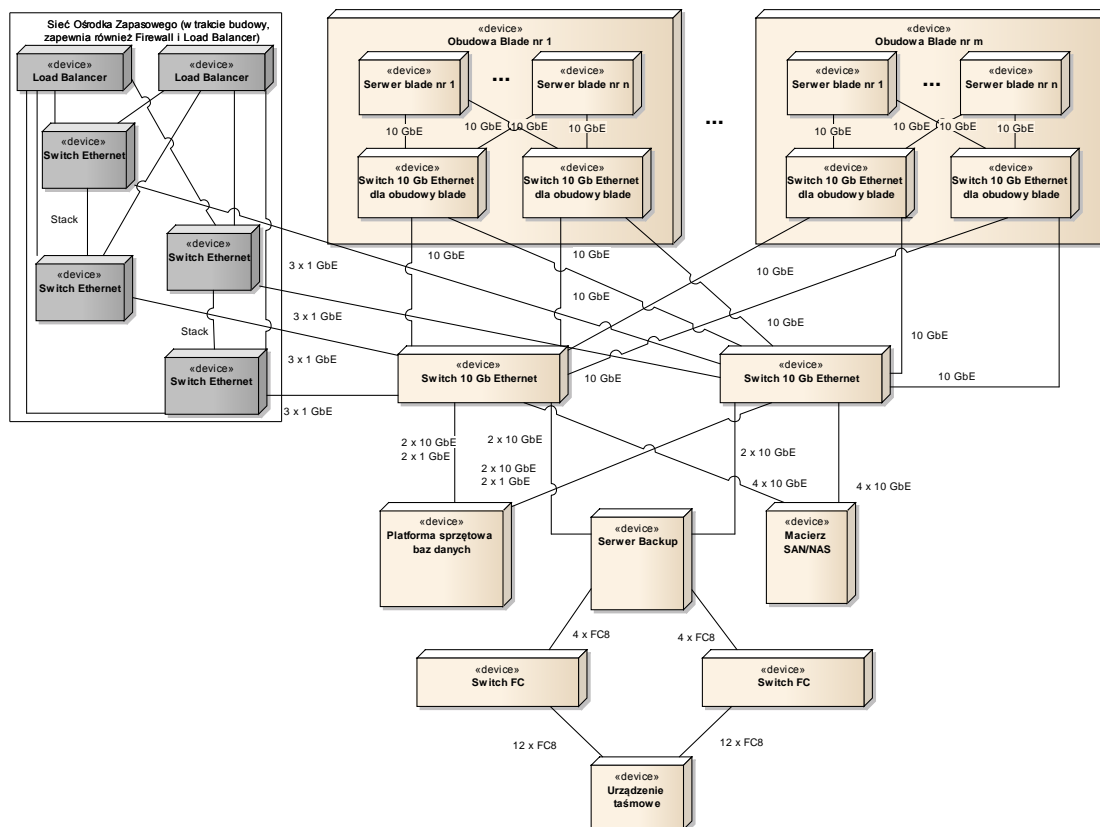 Sieć Ośrodka Zapasowego (w trakcie budowy,
zapewnia również Firewall i Load Balancer)
«device»
Load Balancer
«device»
Load Balancer
«device»
Switch Ethernet
Stack
«device»
Switch Ethernet
«device»
Switch Ethernet
Stack
«device»
Switch Ethernet
«device»
Obudowa Blade nr 1
«device»
Serwer blade nr 1
...
«device»
Serwer blade nr n
10 GbE
10 GbE
10 GbE
10 GbE
«device»
Switch 10 Gb Ethernet
dla obudowy blade
«device»
Switch 10 Gb Ethernet
dla obudowy blade
...
«device»
Obudowa Blade nr m
«device»
Serwer blade nr 1
...
«device»
Serwer blade nr n
10 GbE
10 GbE
10 GbE
10 GbE
«device»
Switch 10 Gb Ethernet
dla obudowy blade
«device»
Switch 10 Gb Ethernet
dla obudowy blade
3 x 1 GbE
10 GbE
10 GbE
10 GbE
10 GbE
3 x 1 GbE
10 GbE
10 GbE
3 x 1 GbE
10 GbE
10 GbE
3 x 1 GbE
«device»
Switch 10 Gb Ethernet
«device»
Switch 10 Gb Ethernet
2 x 10 GbE
2 x 1 GbE
2 x 10 GbE
2 x 10 GbE
2 x 1 GbE
2 x 10 GbE
4 x 10 GbE
4 x 10 GbE
«device»
Platforma sprzętowa
baz danych
«device»
Serwer Backup
«device»
Macierz
SAN/NAS
4 x FC8
4 x FC8
«device»
Switch FC
«device»
Switch FC
12 x FC8
12 x FC8
«device»
Urządzenie
taśmowe